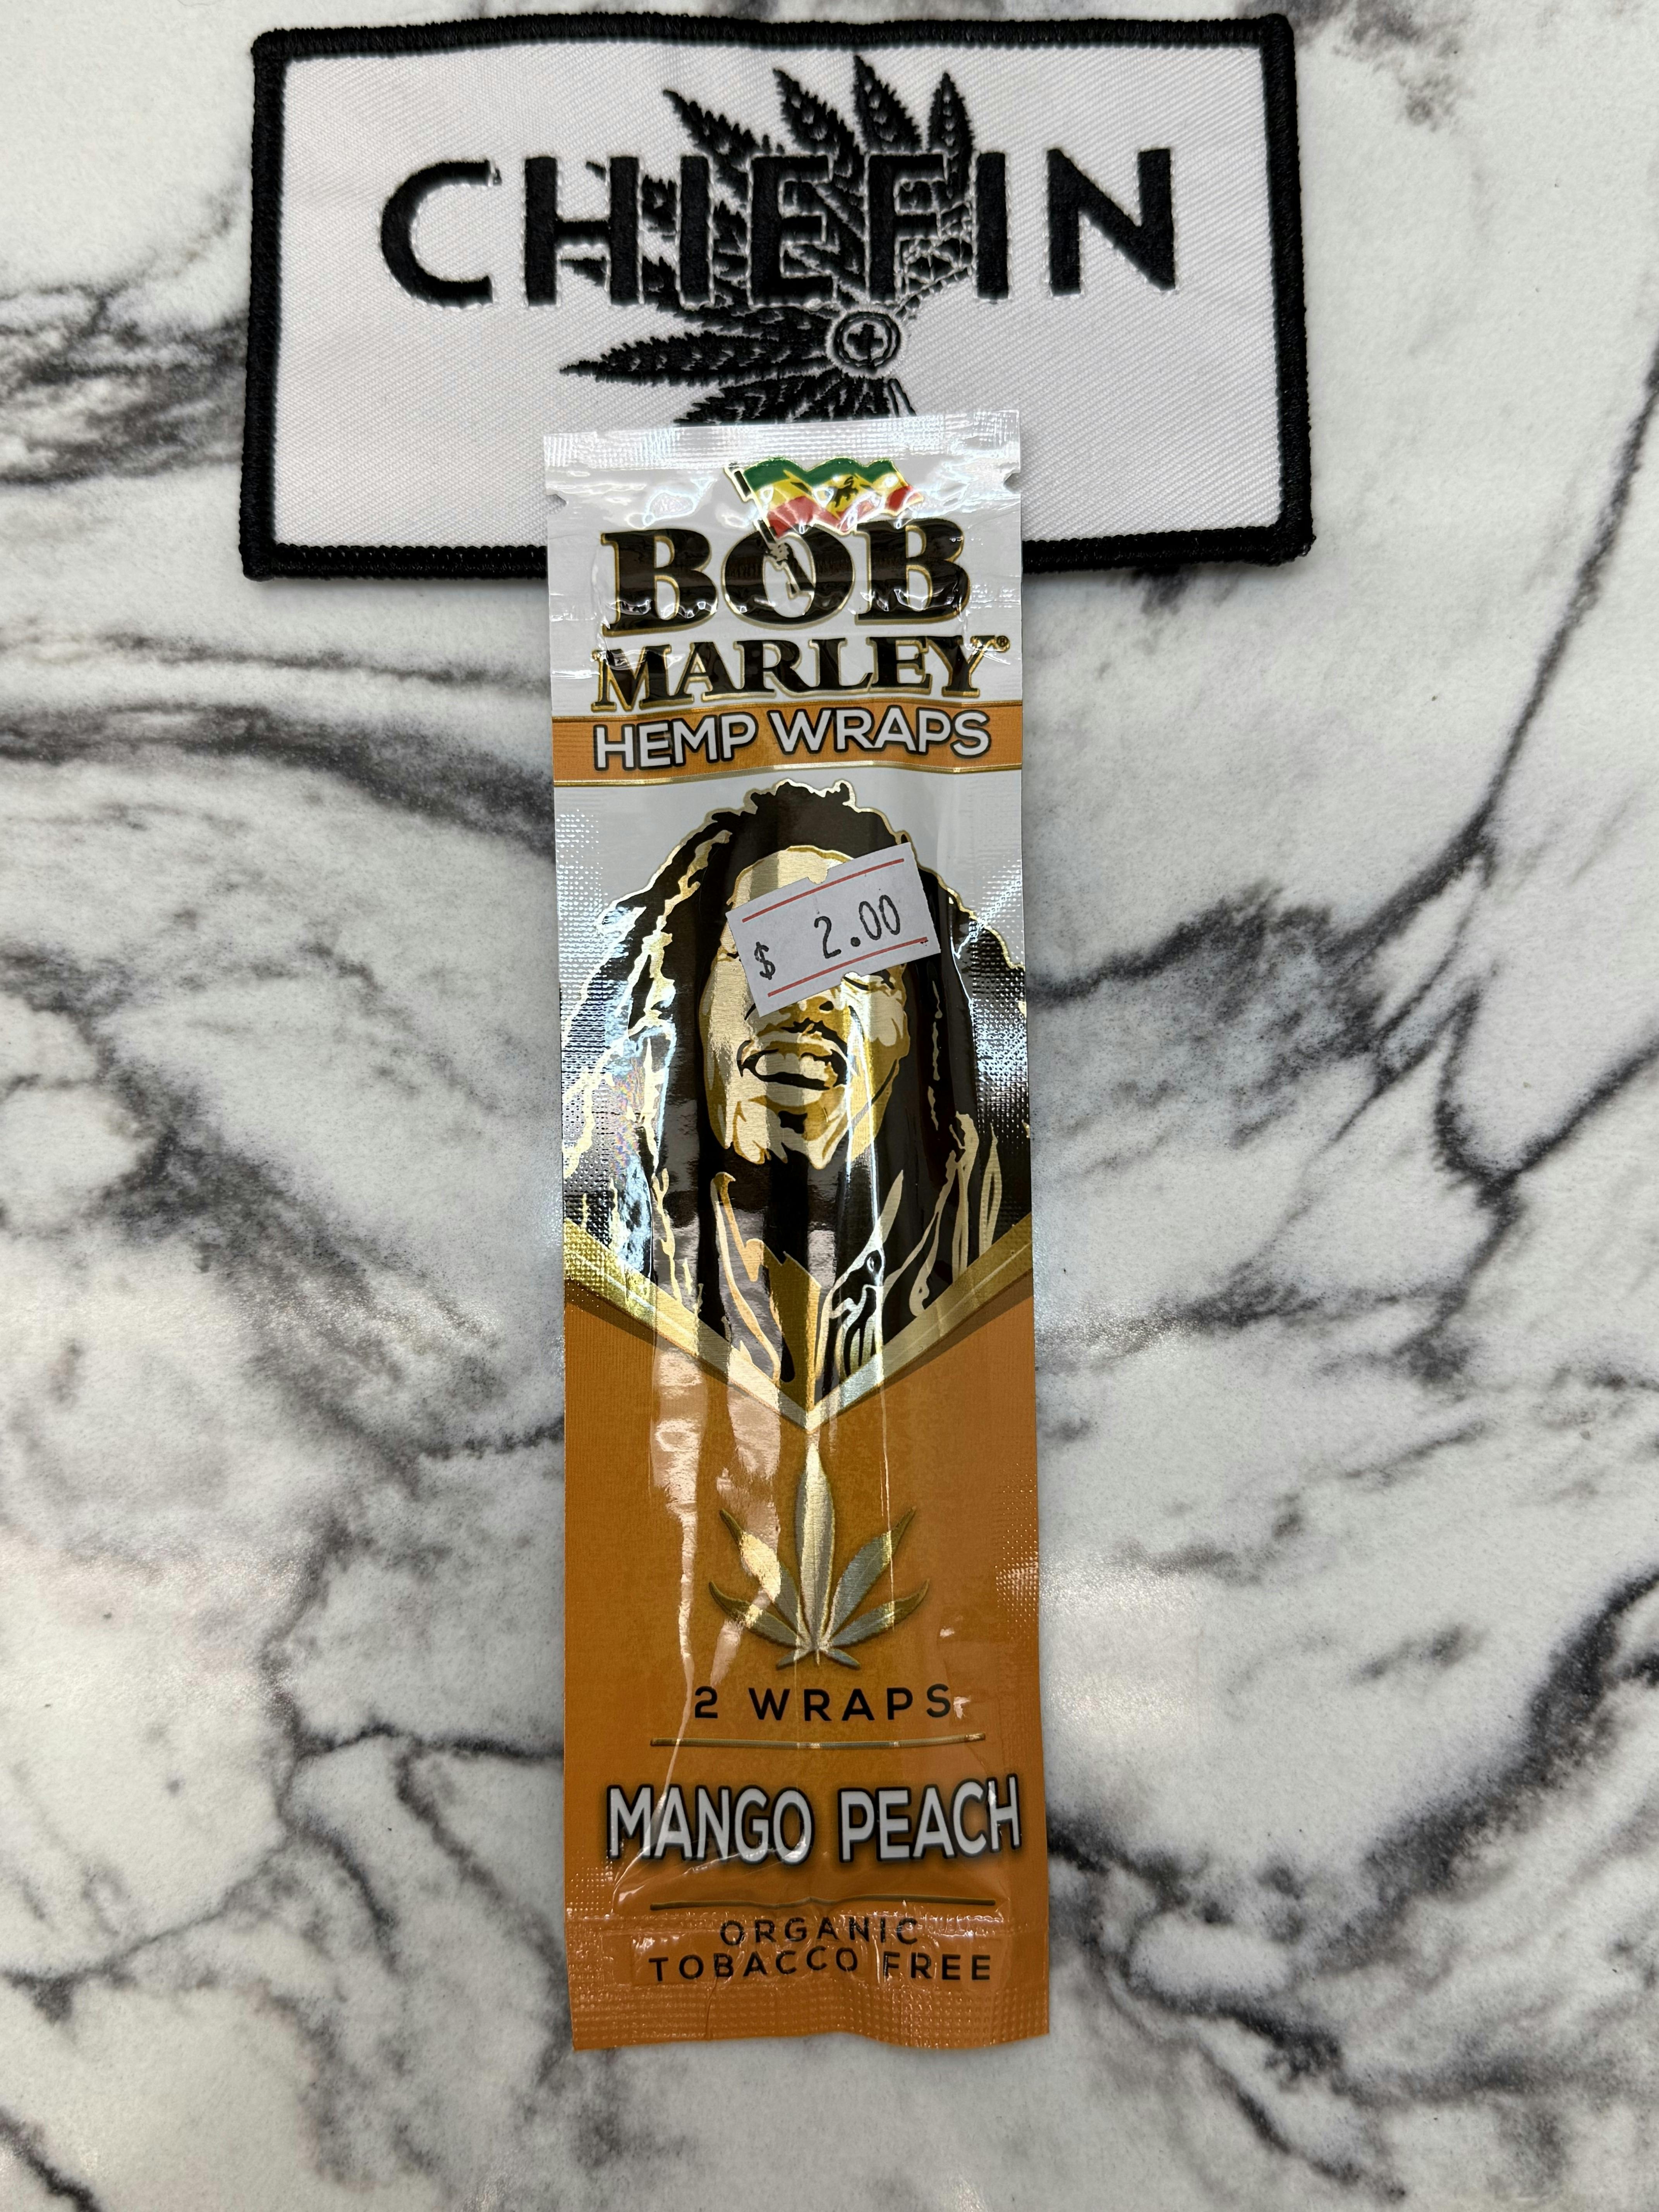 CHIEFIN
BOB
MARLEY®
HEMP WRAPS
$ 2.00
2 WRAPS
MANGO PEACH
ORGANIC
TOBACCO FREE